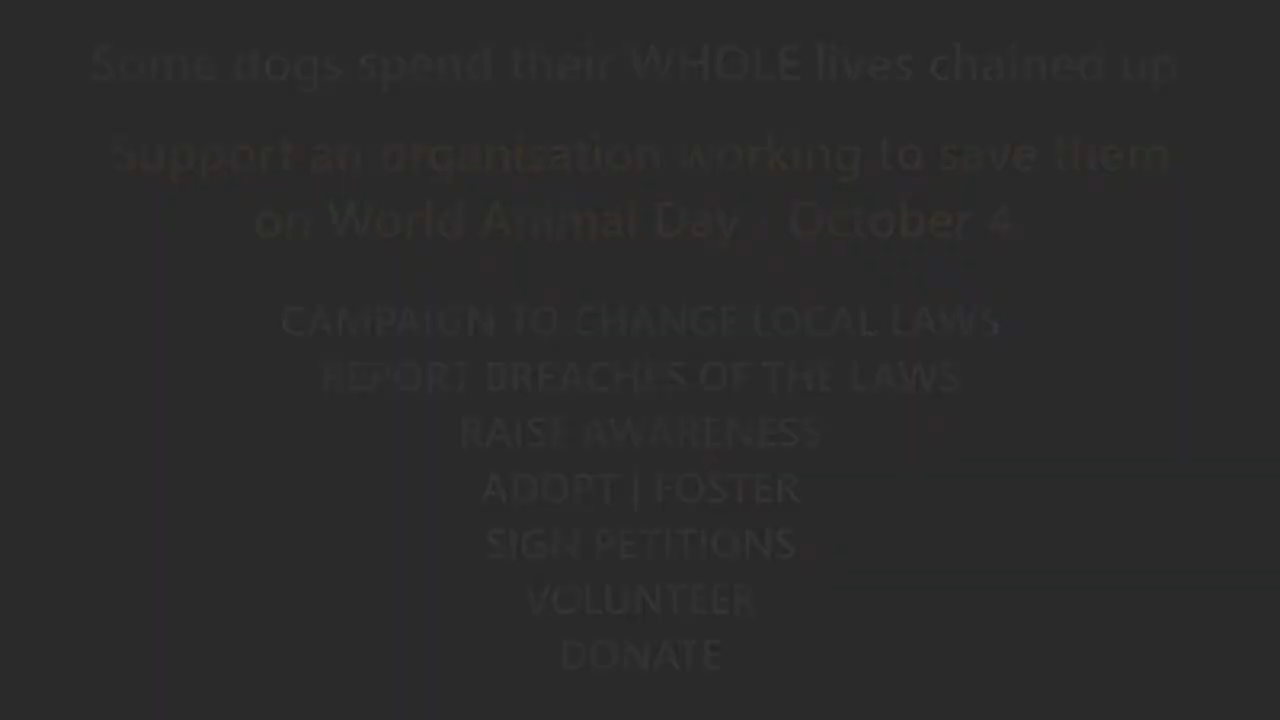 Some dogs spend their WHOLE lives chained up
Support an organisation working to save them
on World Animal Day - October 4
CAMPAIGN TO CHANGE LOCAL LAWS
REPORT BREACHES OF THE LAWS
RAISE AWARENESS
ADOPT | FOSTER
SIGN PETITIONS
VOLUNTEER
DONATE